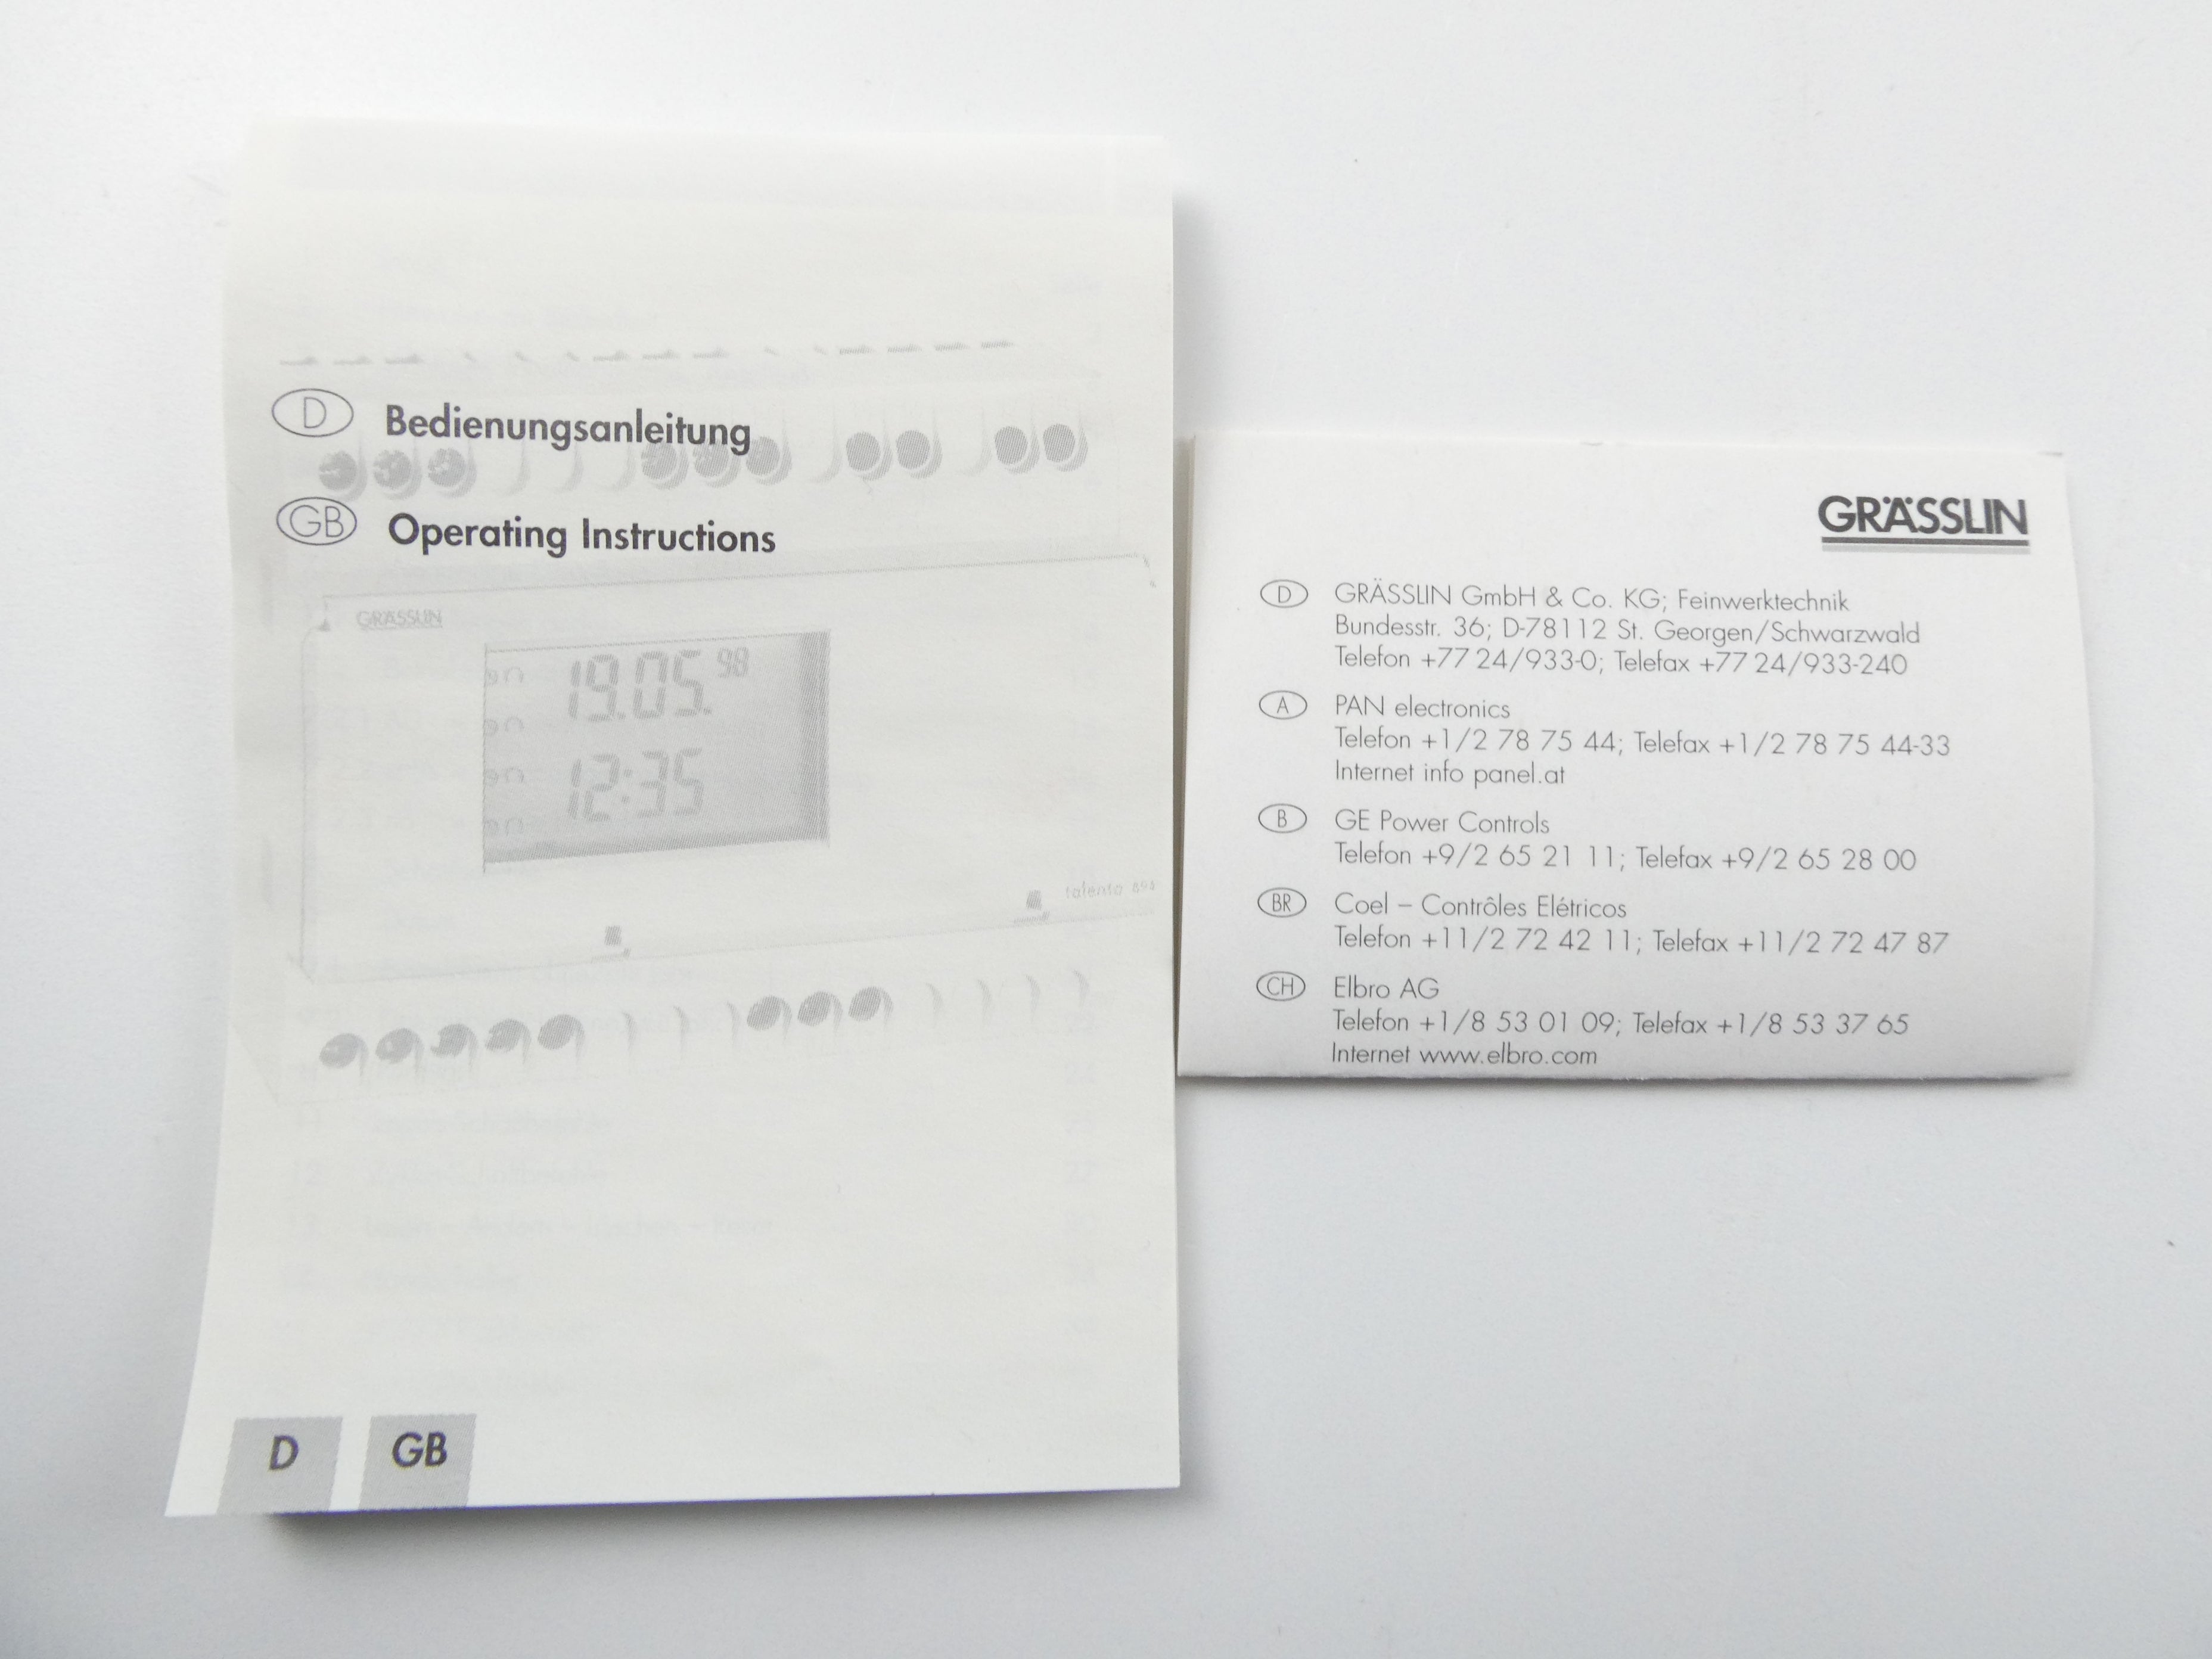 D Bedienungsanleitung
GB Operating Instructions
GRÄSSLIN
19.05. 98
12:35
talento
D GB
GRÄSSLIN
D GRÄSSLIN GmbH & Co. KG; Feinwerktechnik
Bundesstr. 36; D-78112 St. Georgen/Schwarzwald
Telefon +77 24/933-0; Telefax +77 24/933-240
A PAN electronics
Telefon +1/2 78 75 44; Telefax +1/2 78 75 44-33
Internet info panel.at
B GE Power Controls
Telefon +9/2 65 21 11; Telefax +9/2 65 28 00
BR Coel – Contrôles Elétricos
Telefon +11/2 72 42 11; Telefax +11/2 72 47 87
CH Elbro AG
Telefon +1/8 53 01 09; Telefax +1/8 53 37 65
Internet www.elbro.com